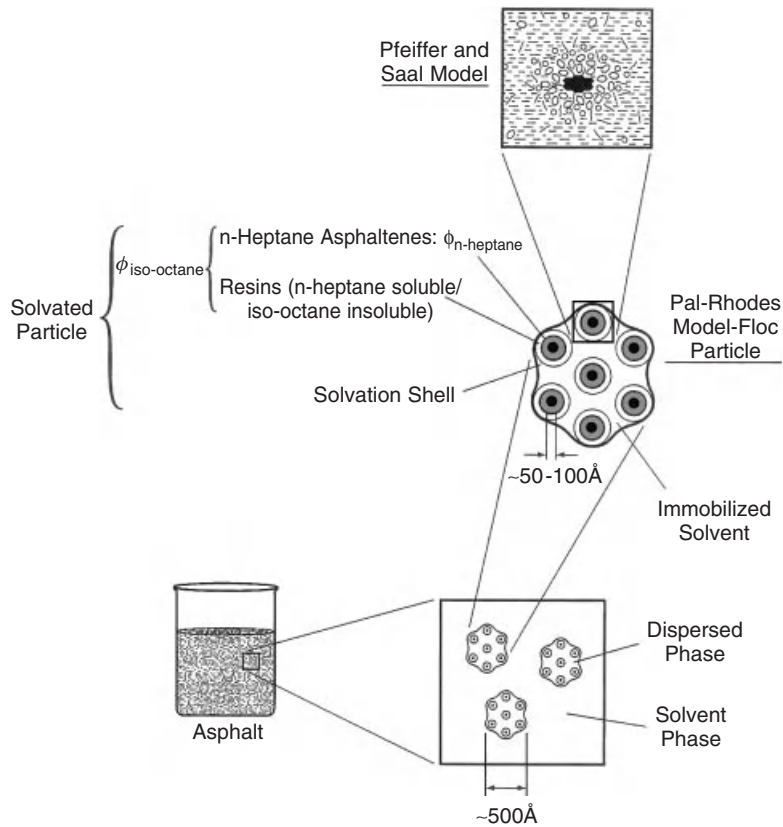 Pfeiffer and
Saal Model
n-Heptane Asphaltenes: ϕn-heptane
ϕiso-octane
Resins (n-heptane soluble/
iso-octane insoluble)
Solvated
Particle
Pal-Rhodes
Model-Floc
Particle
Solvation Shell
~50-100Å
Immobilized
Solvent
Dispersed
Phase
Solvent
Phase
Asphalt
~500Å